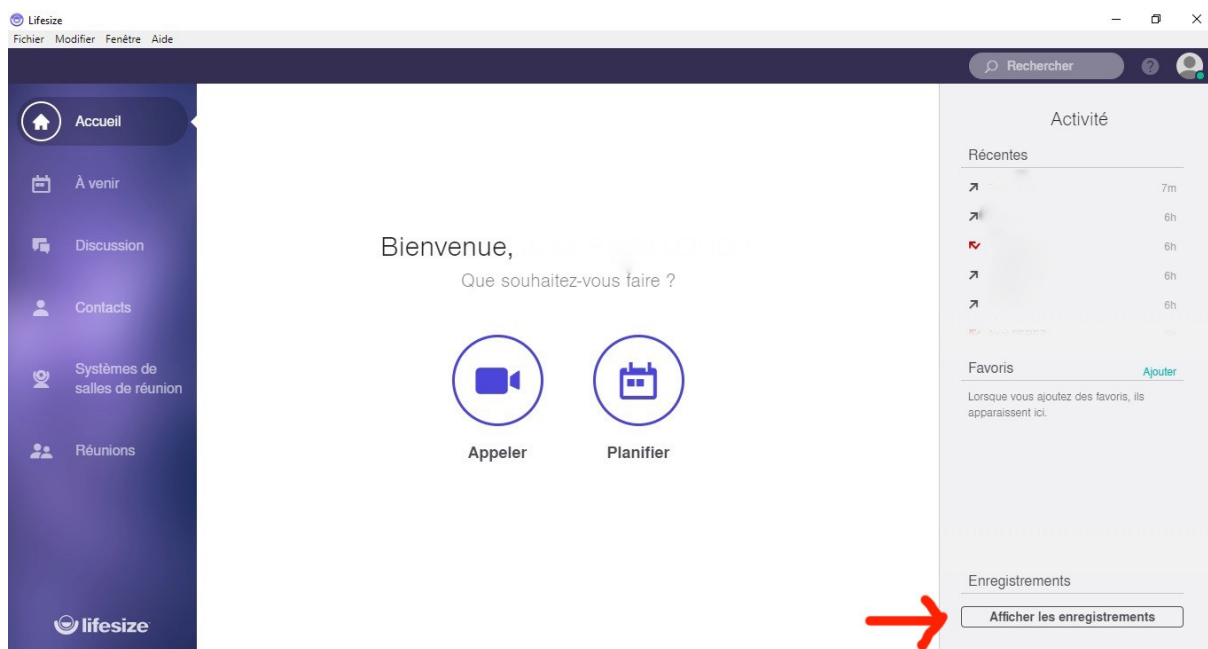 Lifesize
Fichier Modifier Fenêtre Aide
Rechercher
?
Accueil
À venir
Discussion
Contacts
Systèmes de
salles de réunion
Réunions
lifesize
Bienvenue,
Que souhaitez-vous faire ?
Appeler
Planifier
Activité
Récentes
7m
6h
6h
6h
6h
Favoris Ajouter
Lorsque vous ajoutez des favoris, ils
apparaissent ici.
Enregistrements
Afficher les enregistrements